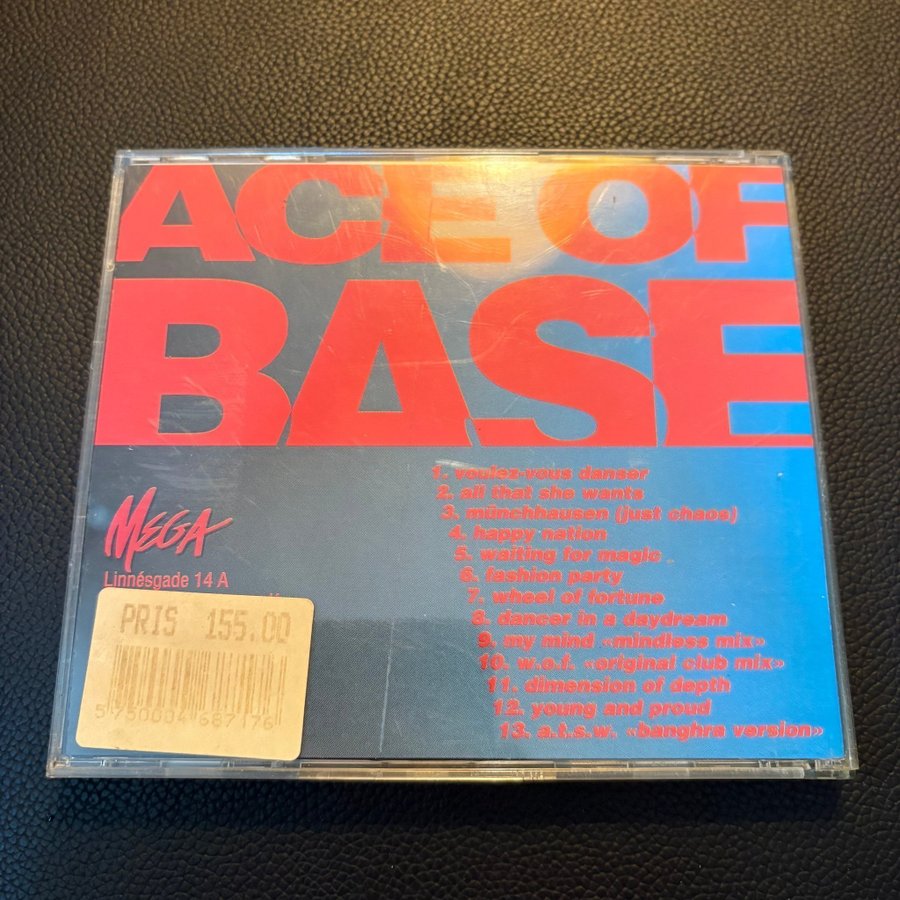 ACE OF
BASE
1. voulez-vous danser
2. all that she wants
3. münchhausen (just chaos)
4. happy nation
5. waiting for magic
6. fashion party
7. wheel of fortune
8. dancer in a daydream
9. my mind «mindless mix»
10. w.o.f. «original club mix»
11. dimension of depth
12. young and proud
13. a.t.s.w. «banghra version»
MEGA
Linnésgade 14 A
PRIS 155.00
5 750004 687176